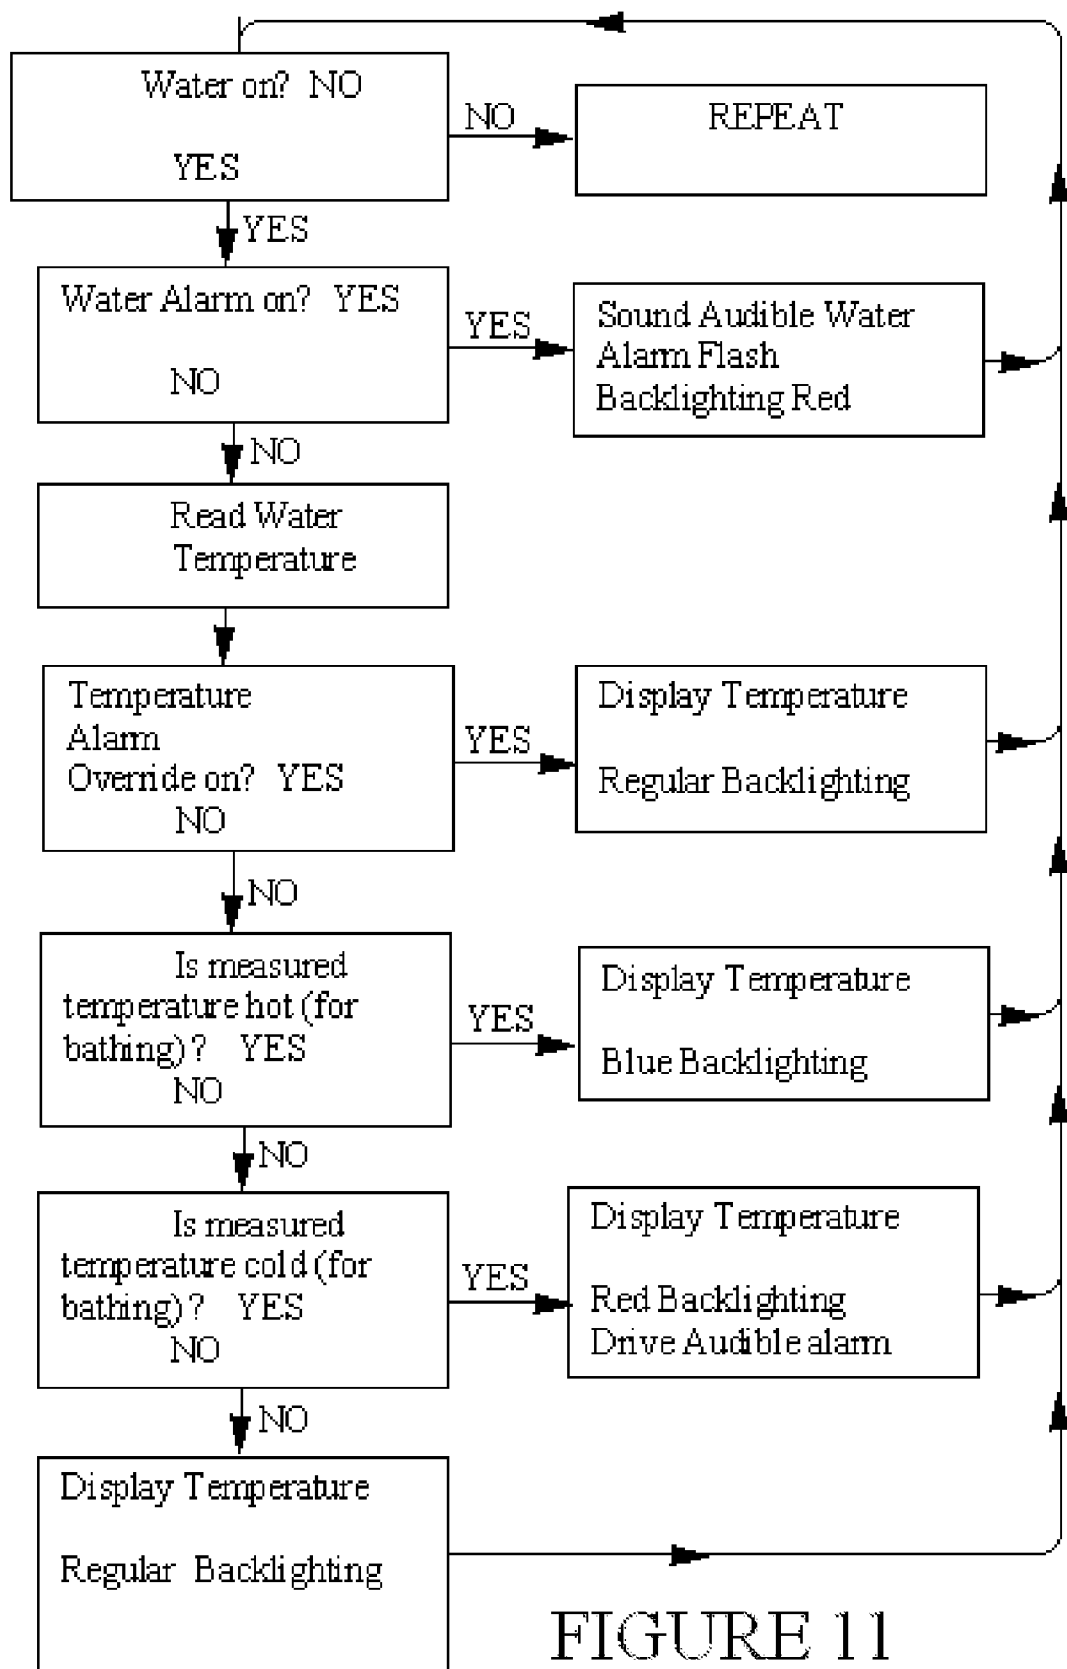 Water on? NO
YES
NO
REPEAT
YES
Water Alarm on? YES
NO
YES
Sound Audible Water
Alarm Flash
Backlighting Red
NO
Read Water
Temperature
Temperature
Alarm
Override on? YES
NO
YES
Display Temperature
Regular Backlighting
NO
Is measured
temperature hot (for
bathing)? YES
NO
YES
Display Temperature
Blue Backlighting
NO
Is measured
temperature cold (for
bathing)? YES
NO
YES
Display Temperature
Red Backlighting
Drive Audible alarm
NO
Display Temperature
Regular Backlighting
FIGURE 11